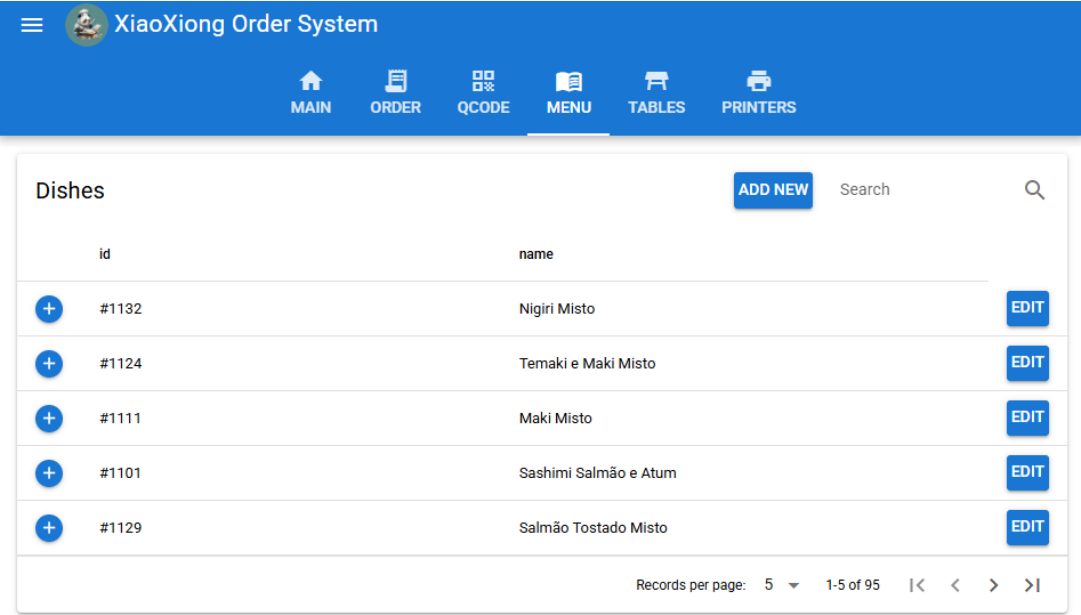 XiaoXiong Order System
MAIN ORDER QCODE MENU TABLES PRINTERS
Dishes ADD NEW Search
id name
#1132 Nigiri Misto EDIT
#1124 Temaki e Maki Misto EDIT
#1111 Maki Misto EDIT
#1101 Sashimi Salmão e Atum EDIT
#1129 Salmão Tostado Misto EDIT
Records per page: 5 1-5 of 95